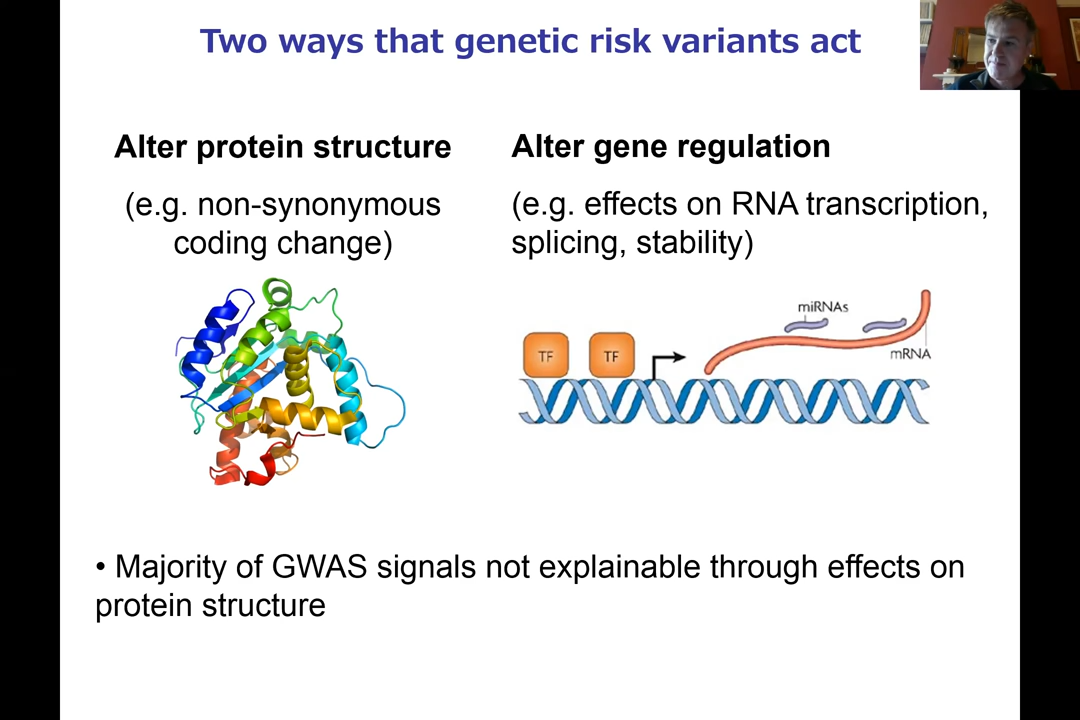 Two ways that genetic risk variants act
Alter protein structure
(e.g. non-synonymous
coding change)
Alter gene regulation
(e.g. effects on RNA transcription,
splicing, stability)
miRNAs
mRNA
TF
TF
• Majority of GWAS signals not explainable through effects on
protein structure